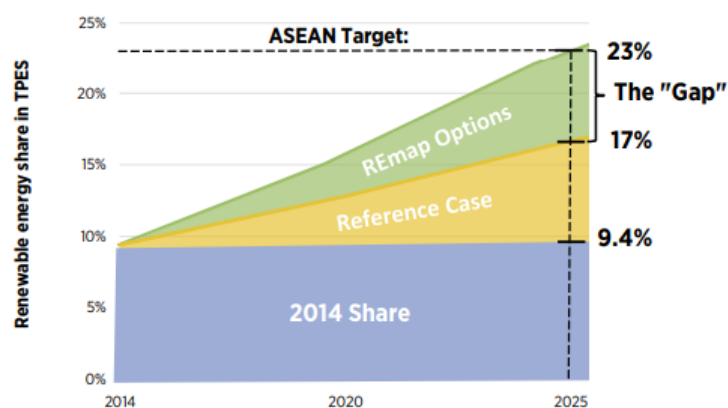 25%
ASEAN Target:
23%
The "Gap"
20%
REmap Options
17%
15%
Reference Case
10%
9.4%
5%
2014 Share
0%
2014 2020 2025
Renewable energy share in TPES